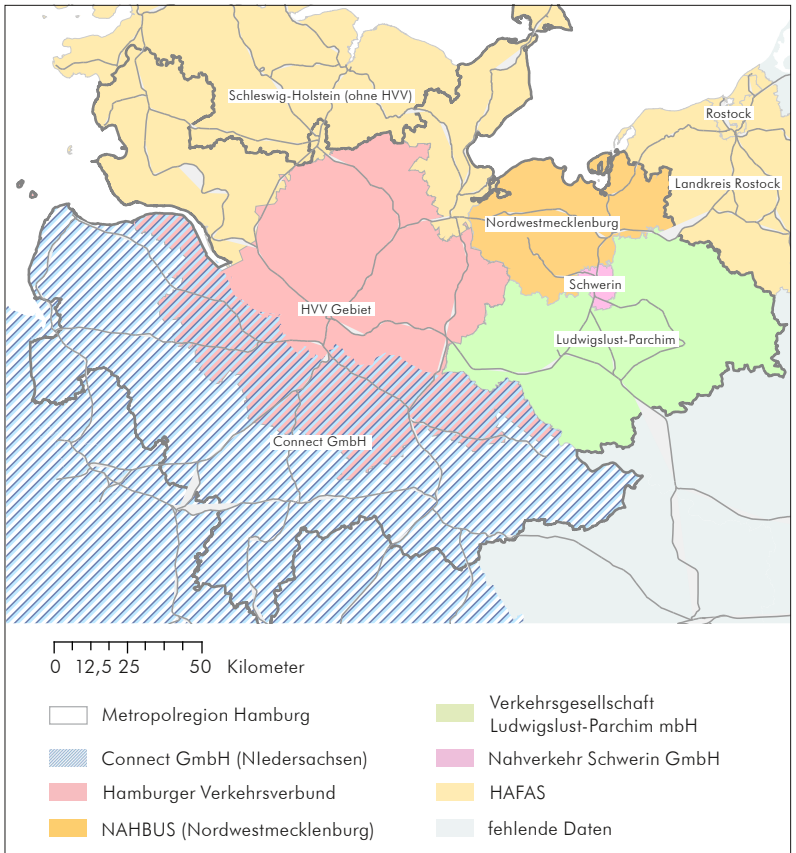 Schleswig-Holstein (ohne HVV)
Rostock
Landkreis Rostock
Nordwestmecklenburg
Schwerin
HVV Gebiet
Ludwigslust-Parchim
Connect GmbH
0 12,5 25 50 Kilometer
Metropolregion Hamburg
Connect GmbH (NIedersachsen)
Hamburger Verkehrsverbund
NAHBUS (Nordwestmecklenburg)
Verkehrsgesellschaft
Ludwigslust-Parchim mbH
Nahverkehr Schwerin GmbH
HAFAS
fehlende Daten